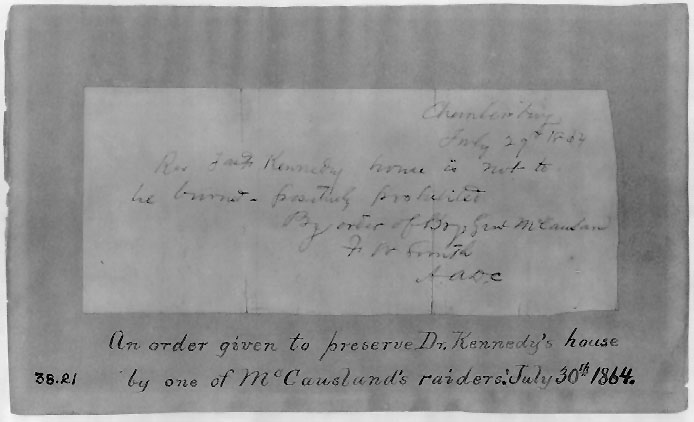 Chambersburg
July 29th 1864
Rev Kennedy house is not to
be burned - positively prohibited
By order of Brig Genl McCausland
F W Smith
A ADC
An order given to preserve Dr. Kennedy's house
38.21 by one of McCauslund's raiders: July 30th 1864.